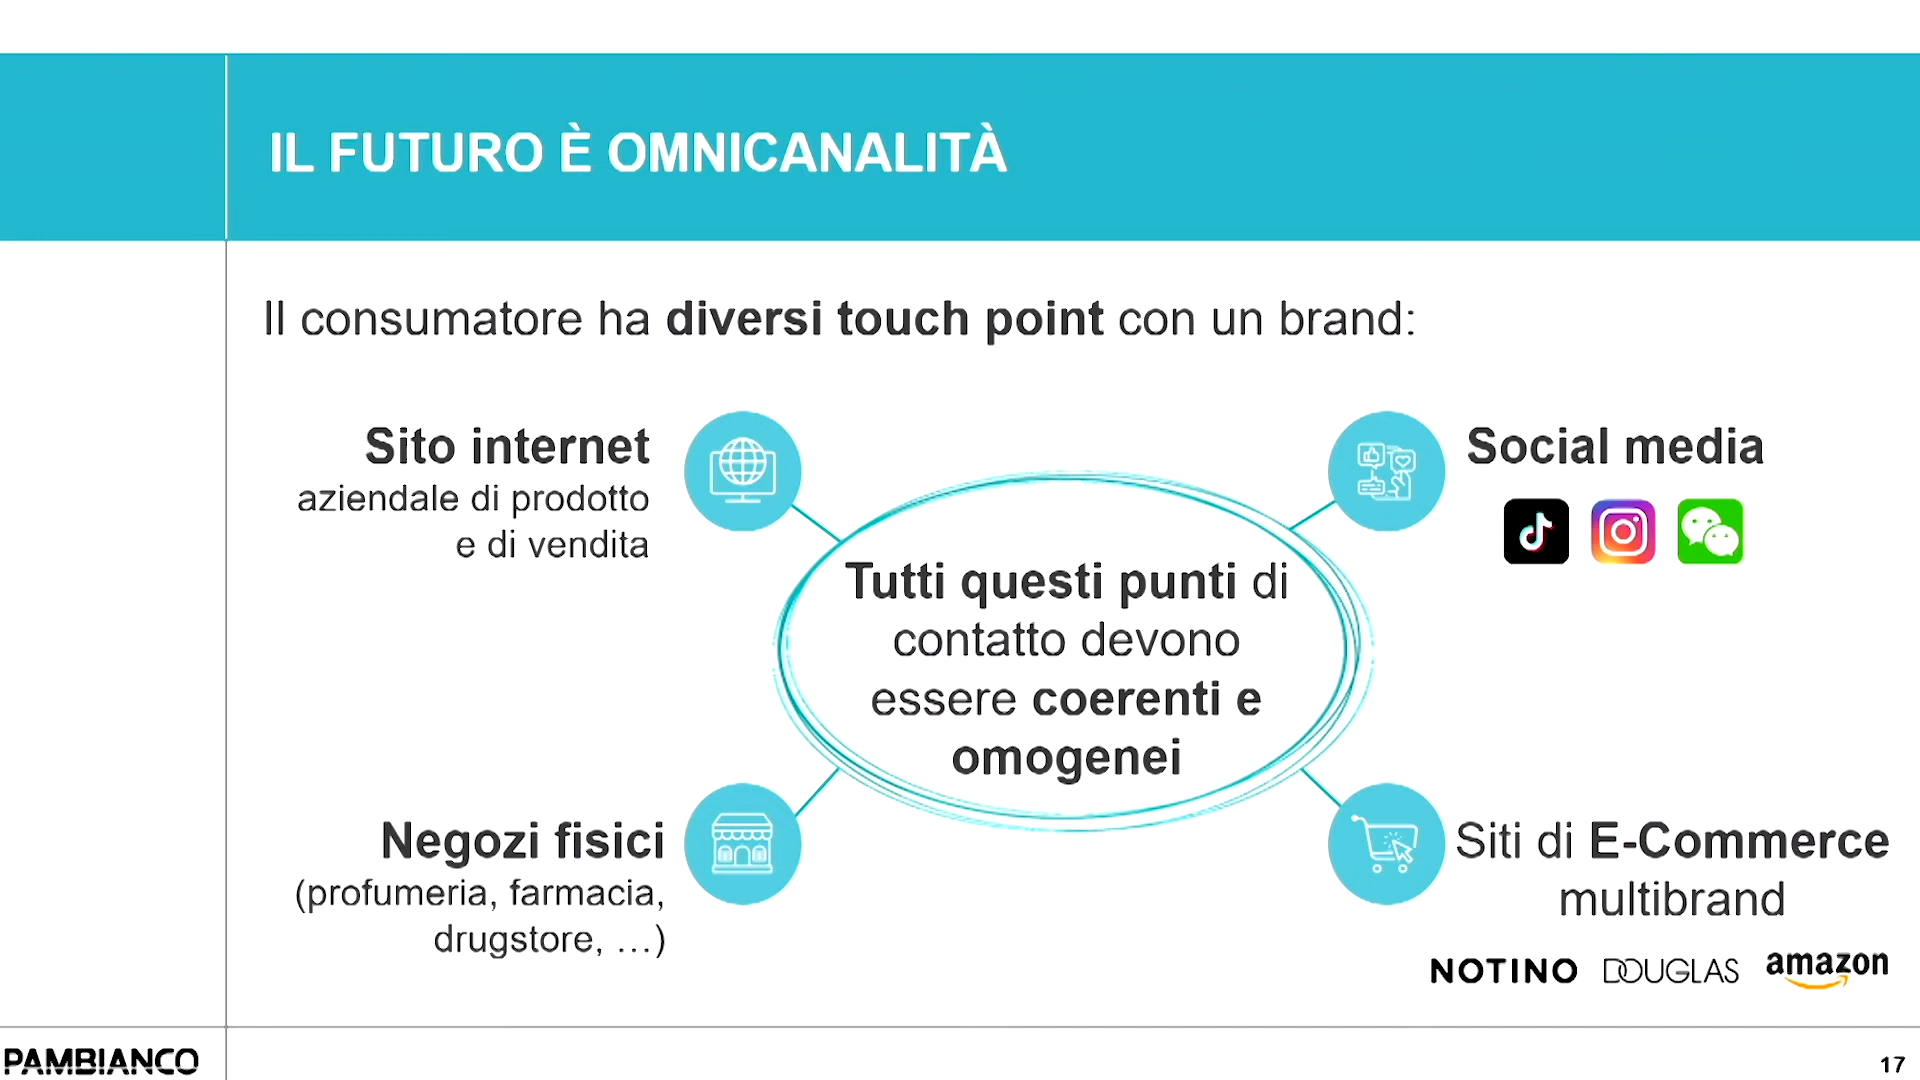 IL FUTURO È OMNICANALITÀ
Il consumatore ha diversi touch point con un brand:
Sito internet
aziendale di prodotto
e di vendita
Social media
Tutti questi punti di
contatto devono
essere coerenti e
omogenei
Negozi fisici
(profumeria, farmacia,
drugstore, …)
Siti di E-Commerce
multibrand
NOTINO DOUGLAS amazon
PAMBIANCO
17